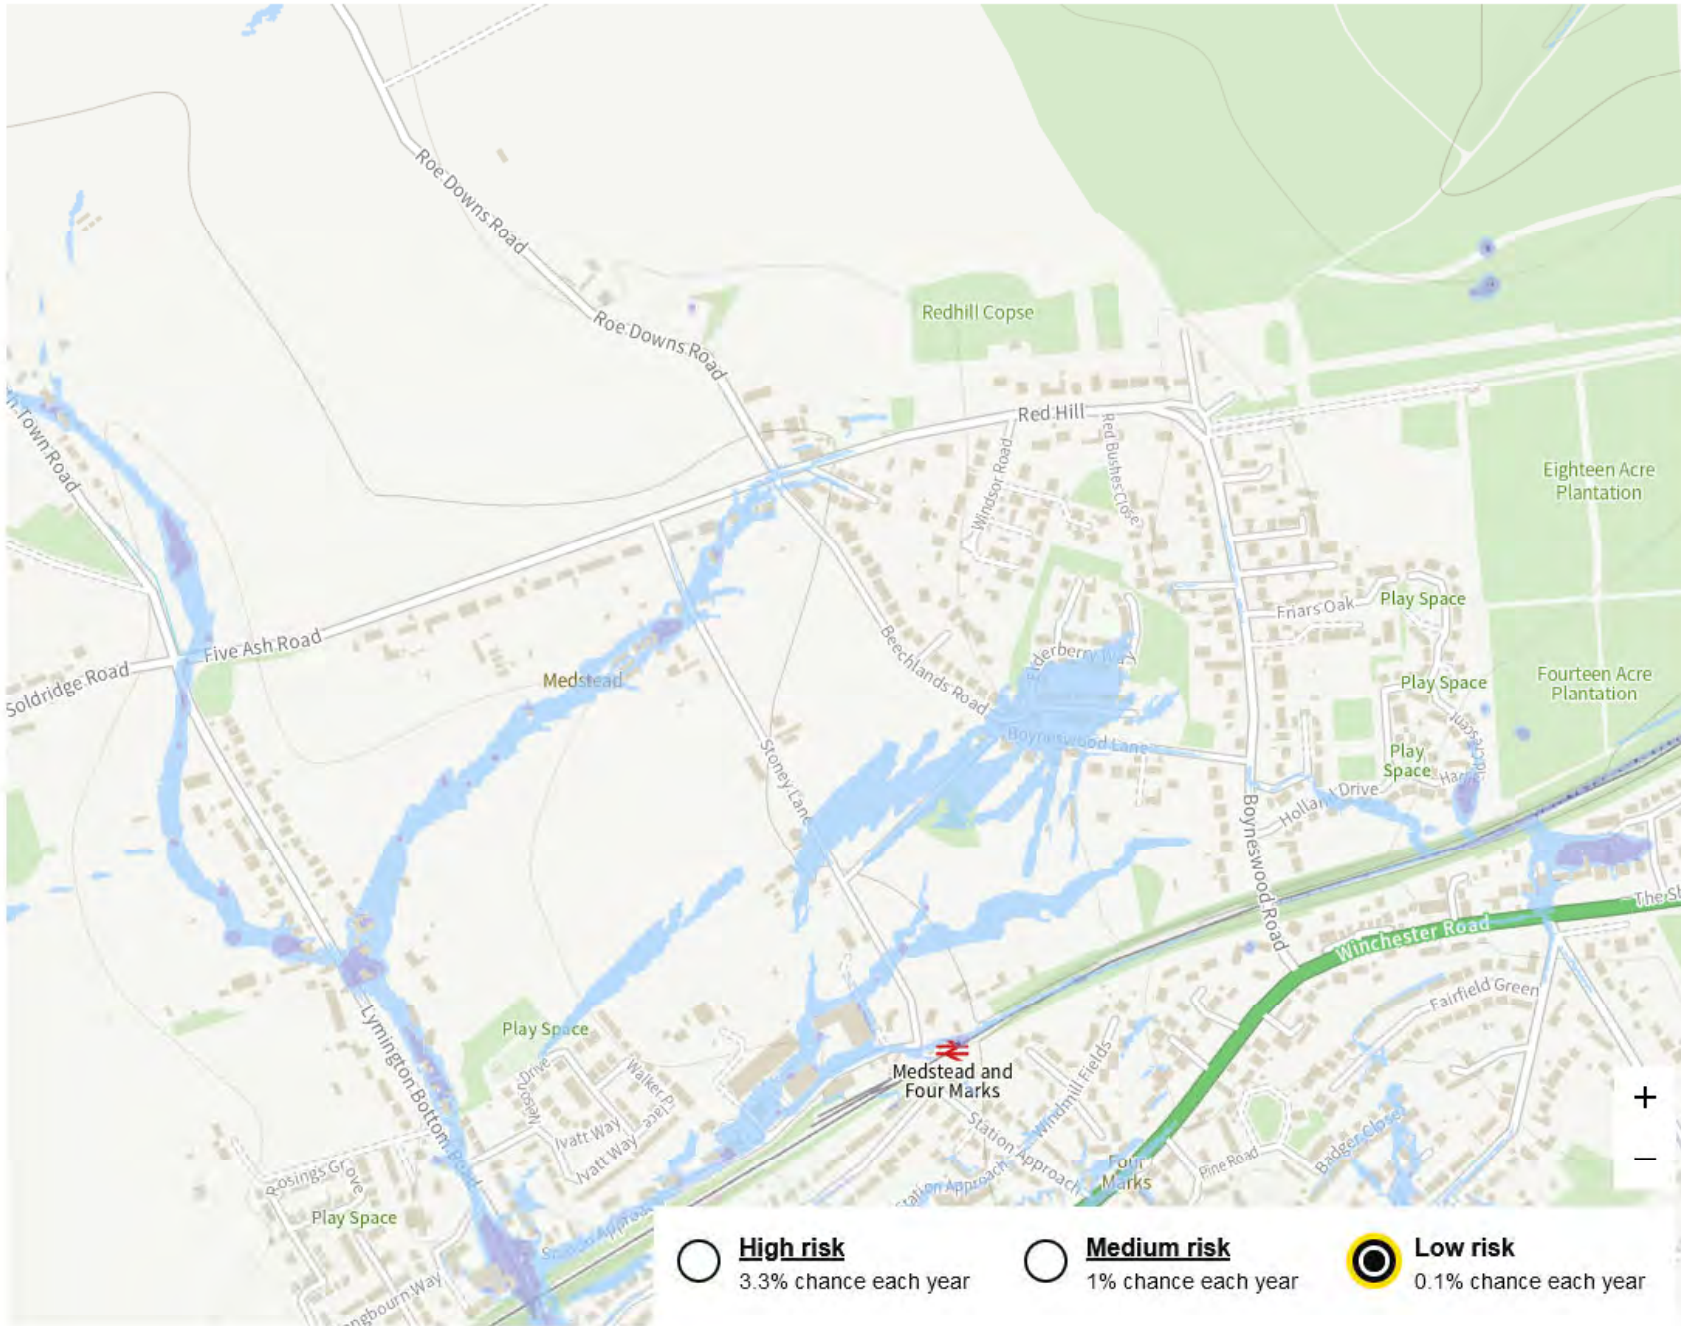 Roe Downs Road
Redhill Copse
Roe Downs Road
Red Hill
Town Road
Windsor Road
Red Bushes Close
Eighteen Acre
Plantation
Friars Oak
Play Space
Five Ash Road
Soldridge Road
Medstead
Beechlands Road
Elderberry Way
Play Space
Fourteen Acre
Plantation
Boyneswood Lane
Stoney Lane
Play
Space
Holland Drive
Boyneswood Road
Winchester Road
Fairfield Green
Lymington Bottom Road
Play Space
Drive
Walker Place
Medstead and
Four Marks
Windmill Fields
Ivatt Way
Ivatt Way
Station Approach
Station Approach
Four
Marks
Pine Road
Badger Close
Rosings Grove
Play Space
Station Approach
+
−
High risk
3.3% chance each year
Medium risk
1% chance each year
Low risk
0.1% chance each year